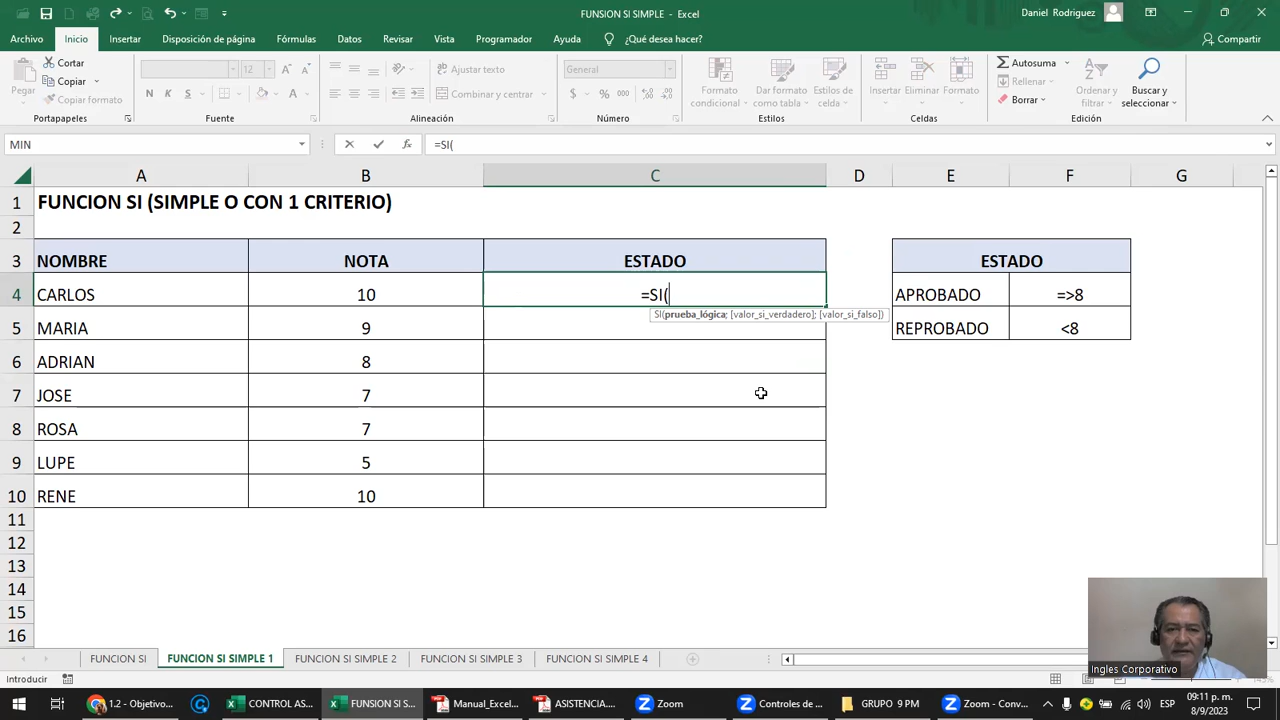 FUNSION SI SIMPLE - Excel
Daniel Rodriguez
Archivo Inicio Insertar Disposición de página Fórmulas Datos Revisar Vista Programador Ayuda ¿Qué desea hacer? Compartir
Pegar
Cortar
Copiar
Copiar formato
12
N K S
Ajustar texto
Combinar y centrar
General
$ % 000
Formato condicional
Dar formato como tabla
Estilos de celda
Insertar
Eliminar
Formato
Autosuma
Rellenar
Borrar
Ordenar y filtrar
Buscar y seleccionar
Portapapeles Fuente Alineación Número Estilos Celdas Edición
MIN fx =SI(
A B C D E F G
1 FUNCION SI (SIMPLE O CON 1 CRITERIO)
2
3 NOMBRE NOTA ESTADO ESTADO
4 CARLOS 10 =SI( APROBADO =>8
SI(prueba_lógica; [valor_si_verdadero]; [valor_si_falso])
5 MARIA 9 REPROBADO <8
6 ADRIAN 8
7 JOSE 7
8 ROSA 7
9 LUPE 5
10 RENE 10
11
12
13
14
15
16
Ingles Corporativo
FUNCION SI FUNCION SI SIMPLE 1 FUNCION SI SIMPLE 2 FUNCION SI SIMPLE 3 FUNCION SI SIMPLE 4
Introducir
1.2 - Objetivo... CONTROL AS... FUNSION SI S... Manual_Excel... ASISTENCIA.... Zoom Controles de ... GRUPO 9 PM Zoom - Conv... ESP 09:11 p. m.
8/9/2023